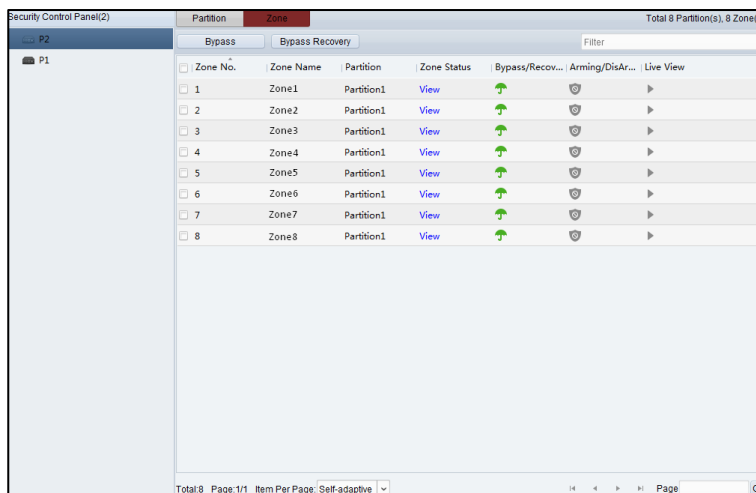 Security Control Panel(2)
P2
P1
Partition Zone Total 8 Partition(s), 8 Zone(
Bypass Bypass Recovery Filter
Zone No. Zone Name Partition Zone Status Bypass/Recov... Arming/DisAr... Live View
1 Zone1 Partition1 View
2 Zone2 Partition1 View
3 Zone3 Partition1 View
4 Zone4 Partition1 View
5 Zone5 Partition1 View
6 Zone6 Partition1 View
7 Zone7 Partition1 View
8 Zone8 Partition1 View
Total:8 Page:1/1 Item Per Page: Self-adaptive Page